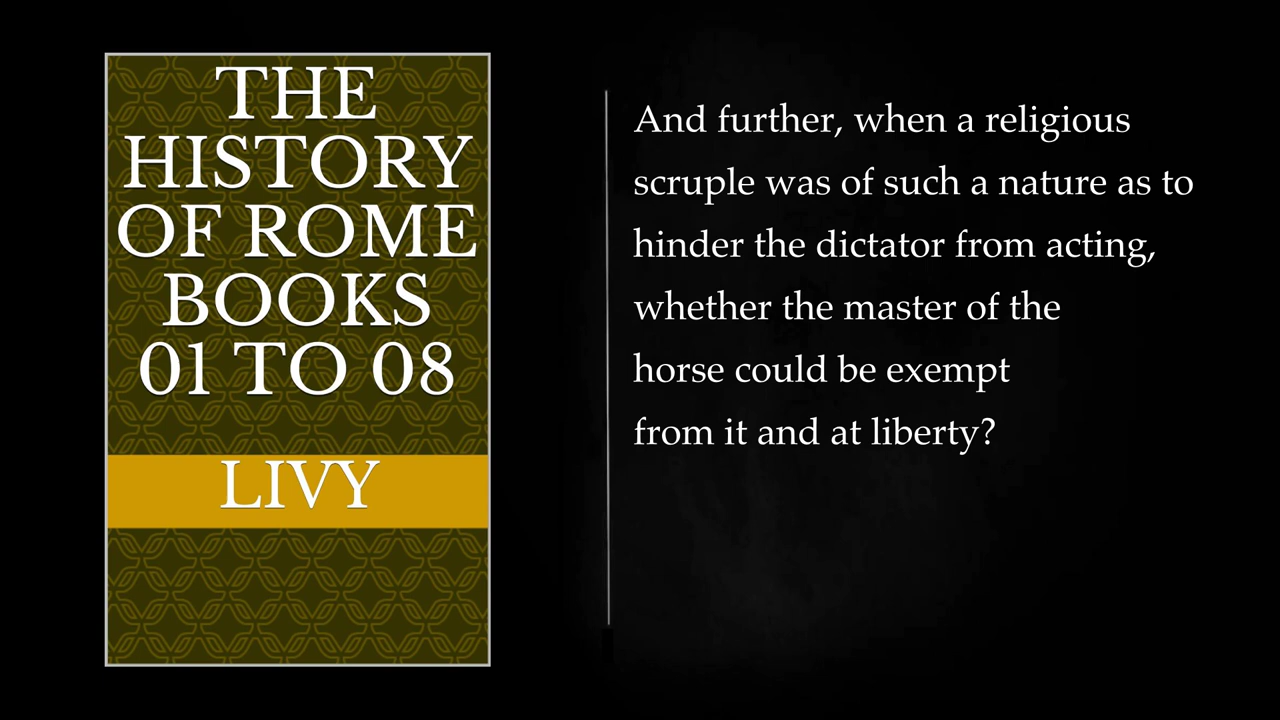 THE
HISTORY
OF ROME
BOOKS
01 TO 08
LIVY
And further, when a religious
scruple was of such a nature as to
hinder the dictator from acting,
whether the master of the
horse could be exempt
from it and at liberty?